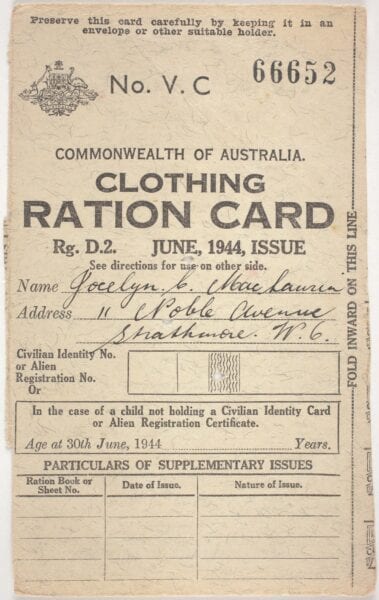 Preserve this card carefully by keeping it in an
envelope or other suitable holder.
No. V. C 66652
COMMONWEALTH OF AUSTRALIA.
CLOTHING
RATION CARD
Rg. D.2. JUNE, 1944, ISSUE
See directions for use on other side.
Name Jocelyn. C. MacLaurin
Address 11 Noble Avenue
Strathmore. W. 6.
Civilian Identity No.
or Alien
Registration No.
Or
In the case of a child not holding a Civilian Identity Card
or Alien Registration Certificate.
Age at 30th June, 1944 Years.
PARTICULARS OF SUPPLEMENTARY ISSUES
Ration Book or
Sheet No.
Date of Issue.
Nature of Issue.
FOLD INWARD ON THIS LINE